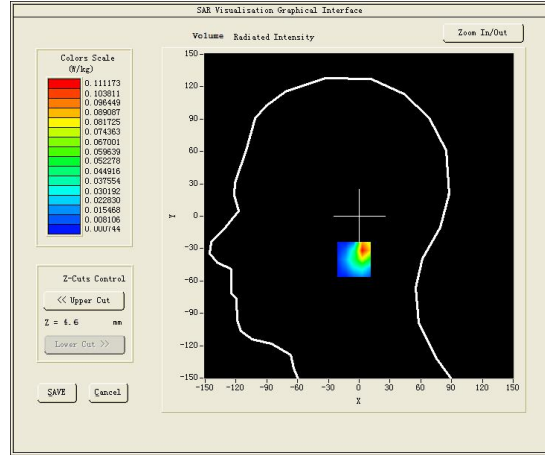 SAR Visualisation Graphical Interface
Volume Radiated Intensity
Zoom In/Out
Colors Scale
(W/kg)
0.111173
0.103811
0.096449
0.089087
0.081725
0.074363
0.067001
0.059639
0.052278
0.044916
0.037554
0.030192
0.022830
0.015468
0.008106
0.000744
Z-Cuts Control
<< Upper Cut
Z = 4.6 mm
Lower Cut >>
SAVE Cancel
150
120
90
60
30
0
-30
-60
-90
-120
-150
Y
-150 -120 -90 -60 -30 0 30 60 90 120 150
X